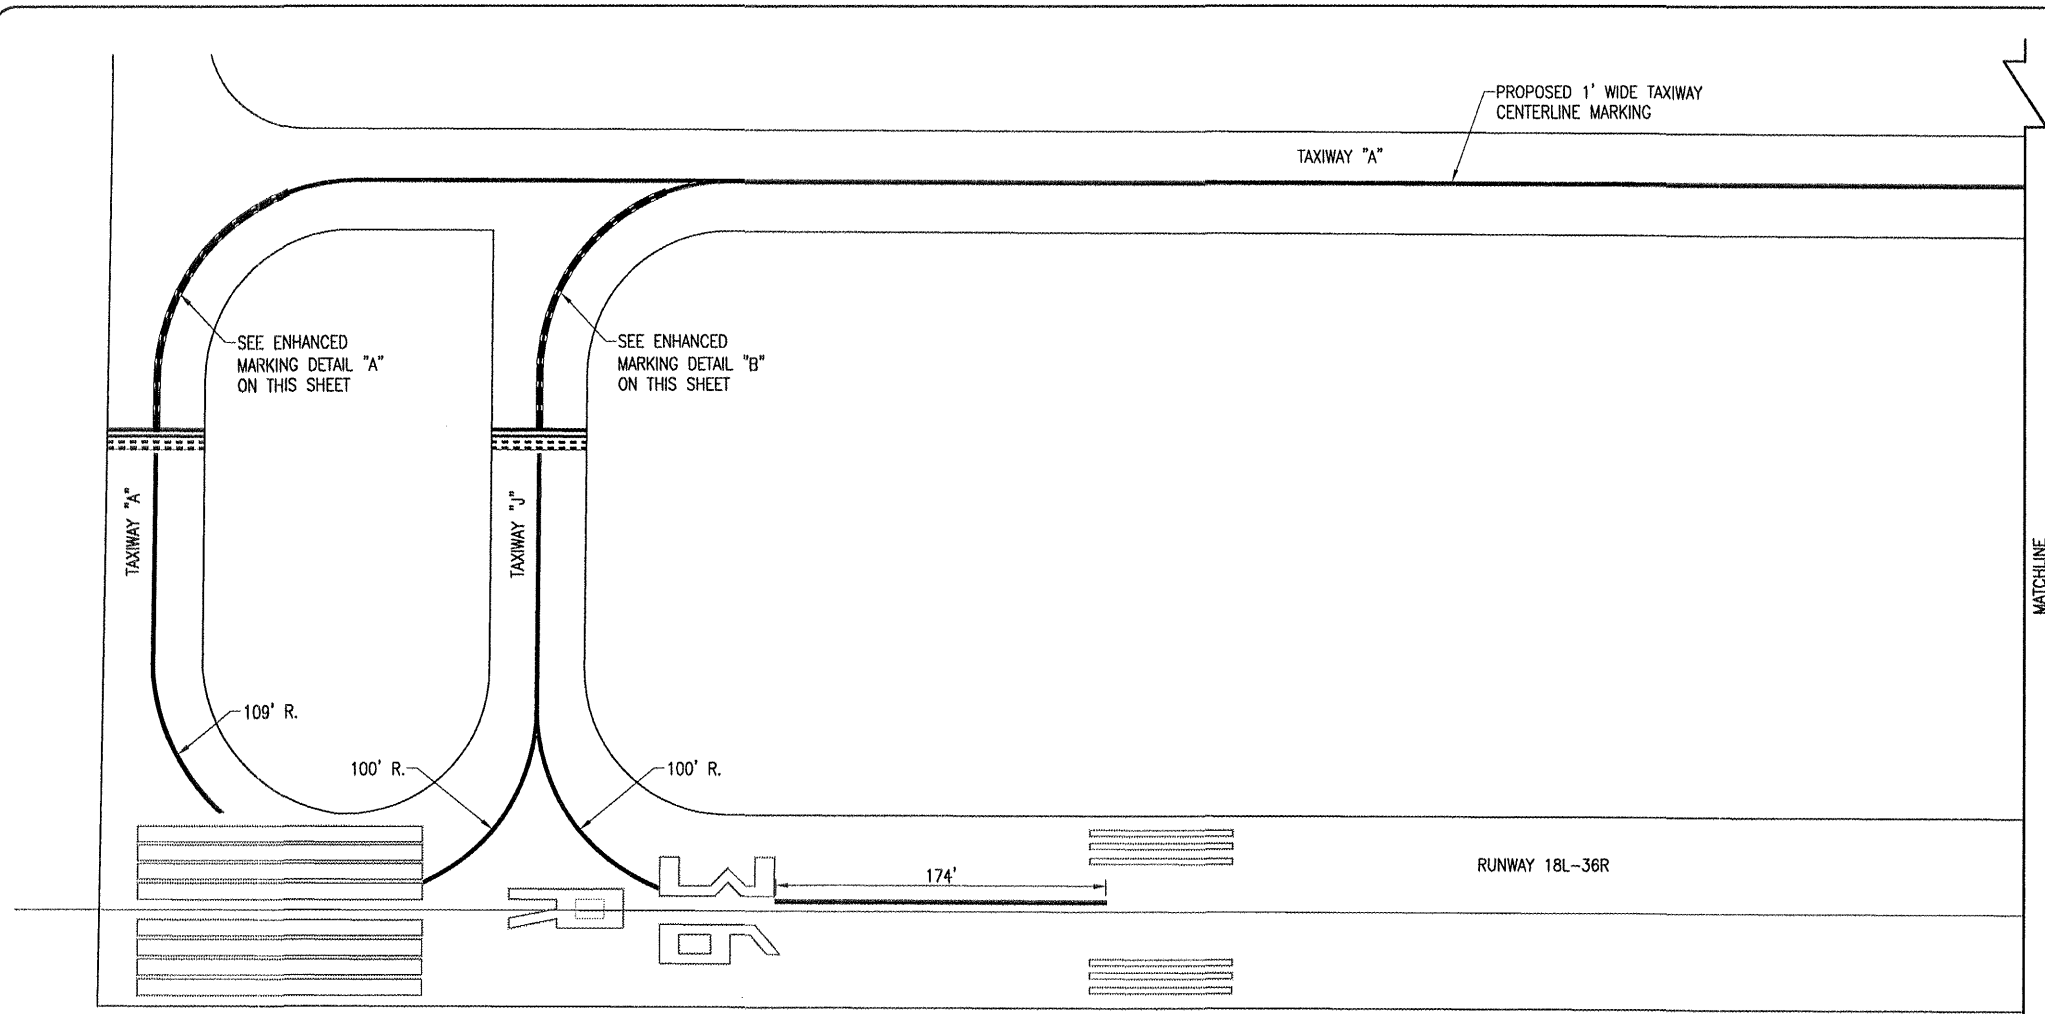 PROPOSED 1' WIDE TAXIWAY
CENTERLINE MARKING
TAXIWAY "A"
SEE ENHANCED
MARKING DETAIL "A"
ON THIS SHEET
SEE ENHANCED
MARKING DETAIL "B"
ON THIS SHEET
TAXIWAY "A"
TAXIWAY "J"
MATCHLINE
109' R.
100' R.
100' R.
174'
RUNWAY 18L-36R
R
36